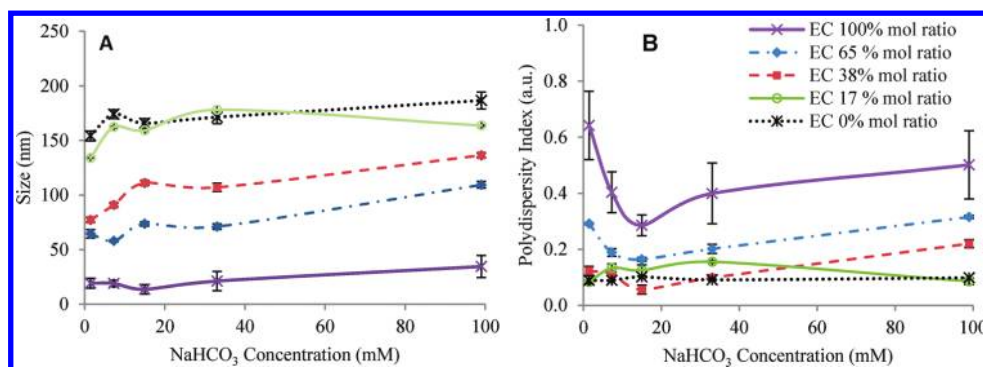 A
Size (nm)
250
200
150
100
50
0
0 20 40 60 80 100
NaHCO3 Concentration (mM)
B
Polydispersity Index (a.u.)
1.0
0.8
0.6
0.4
0.2
0.0
0 20 40 60 80 100
NaHCO3 Concentration (mM)
EC 100% mol ratio
EC 65 % mol ratio
EC 38% mol ratio
EC 17 % mol ratio
EC 0% mol ratio